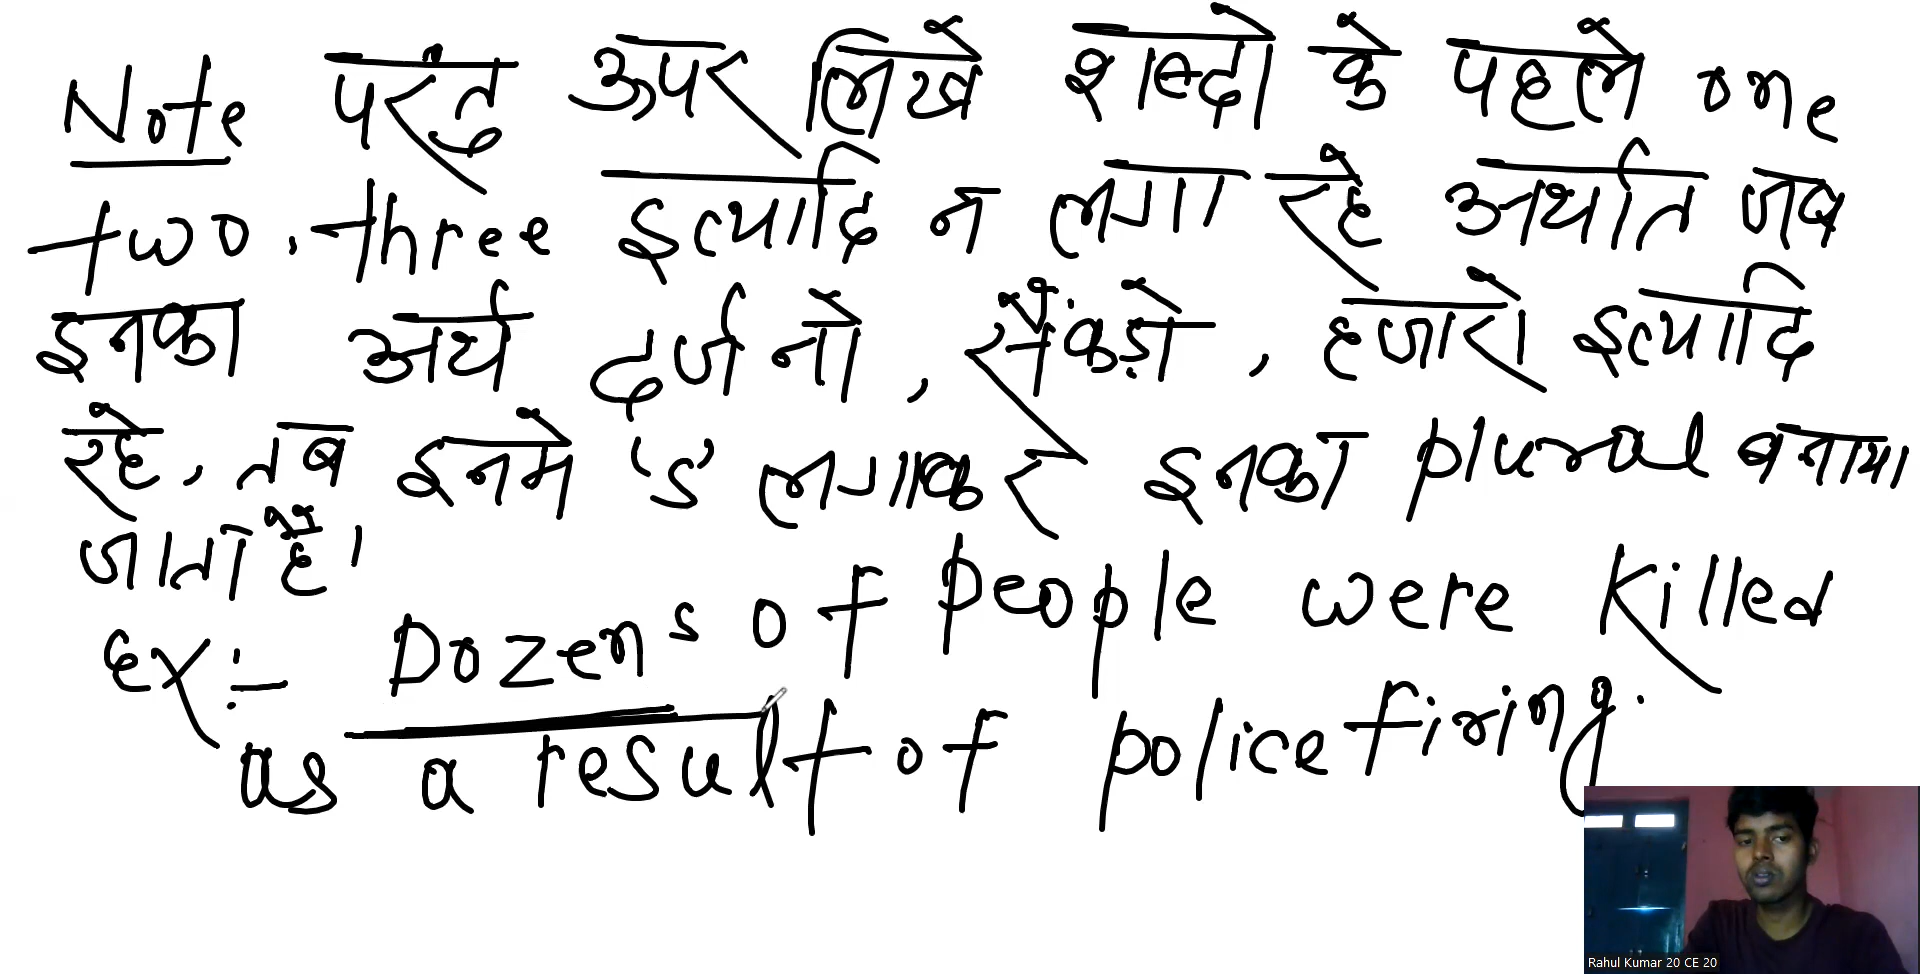 Note परंतु ऊपर लिखे शब्दो के पहले one
two, three इत्यादि न लगा रहे अर्थात जब
इनका अर्थ दर्जनो, सैंकड़ो, हजारो इत्यादि
रहे, तब इनमे 's' लगाकर इनका plural बनाया
जाता है।
Ex:- Dozens of people were killed
as a result of police firing.
Rahul Kumar 20 CE 20